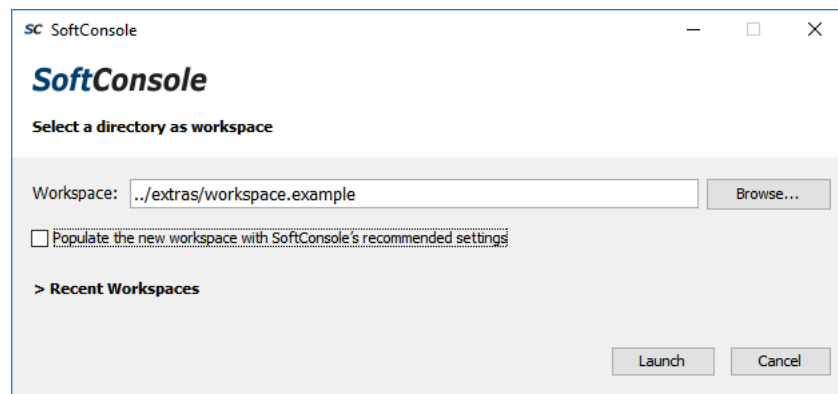 SC SoftConsole
SoftConsole
Select a directory as workspace
Workspace: ../extras/workspace.example Browse...
Populate the new workspace with SoftConsole's recommended settings
> Recent Workspaces
Launch Cancel